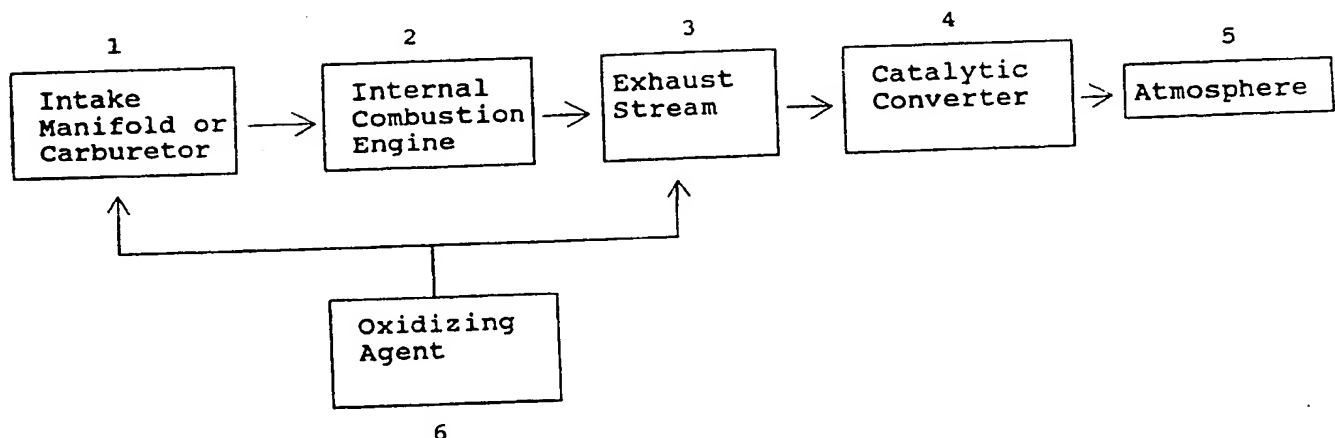 1
Intake
Manifold or
Carburetor
2
Internal
Combustion
Engine
3
Exhaust
Stream
4
Catalytic
Converter
5
Atmosphere
Oxidizing
Agent
6